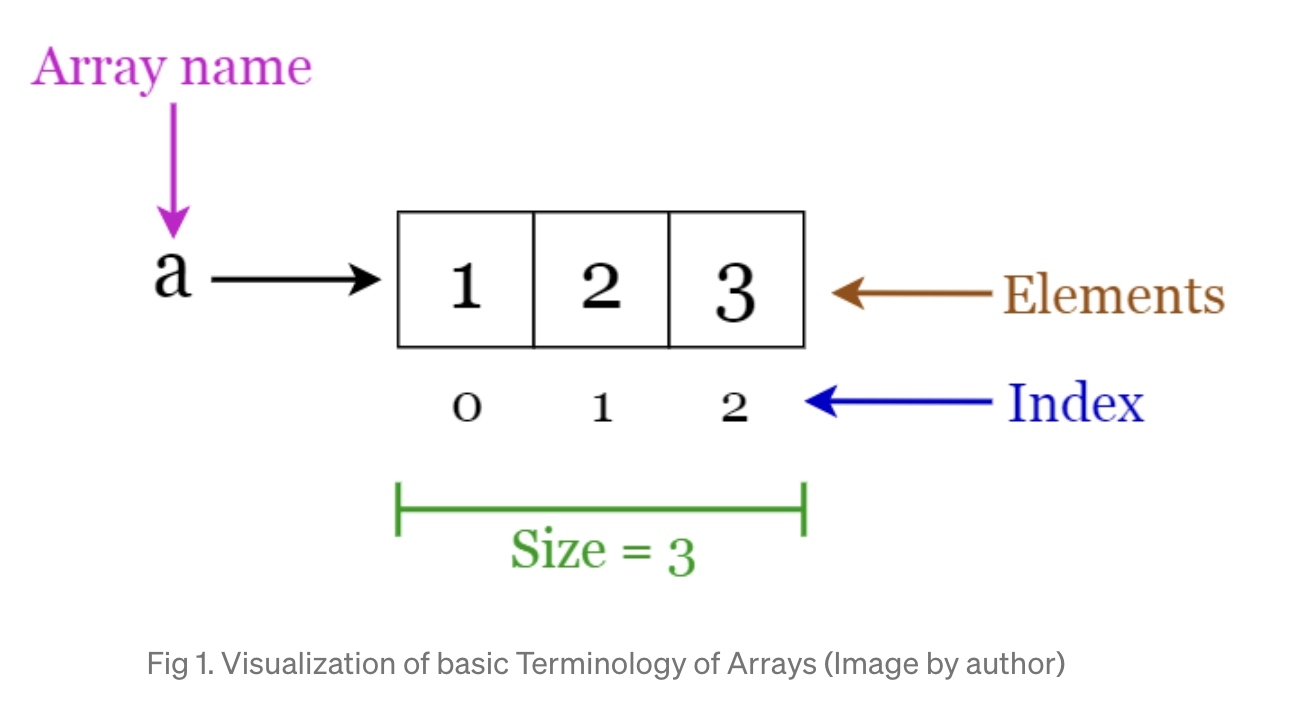 Array name
a
1 2 3
Elements
0 1 2
Index
Size = 3
Fig 1. Visualization of basic Terminology of Arrays (Image by author)